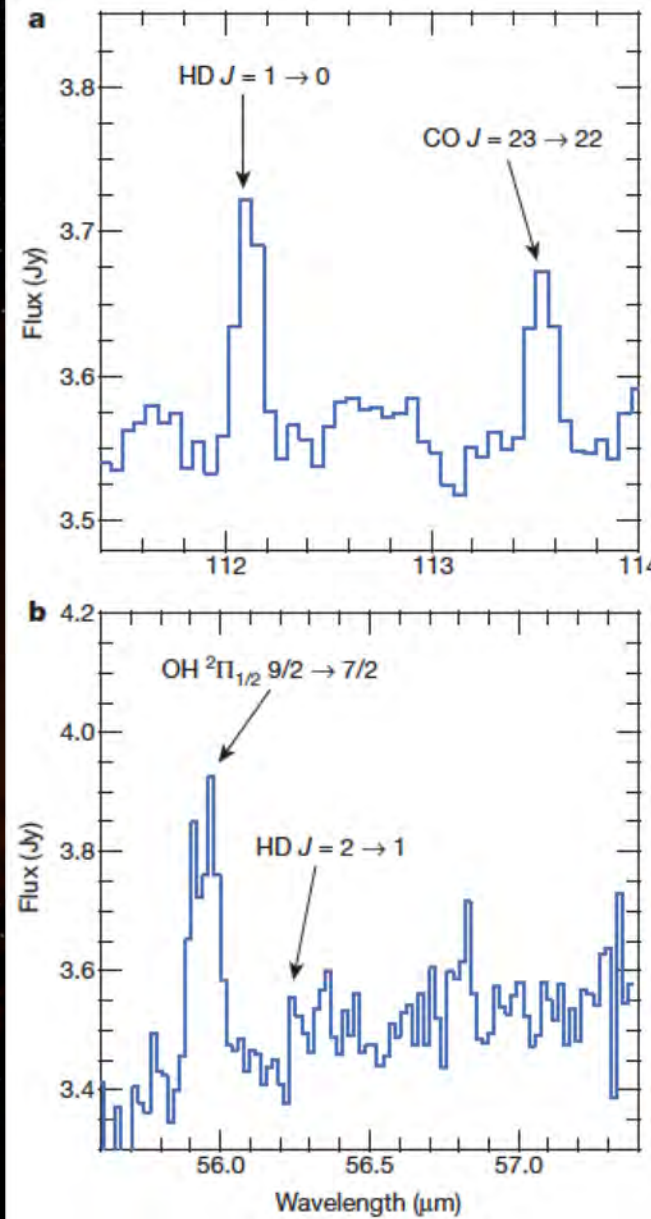 a
3.8
HD J = 1 → 0
CO J = 23 → 22
3.7
Flux (Jy)
3.6
3.5
112
113
114
b
4.2
OH ²Π₁/₂ 9/2 → 7/2
4.0
HD J = 2 → 1
3.8
Flux (Jy)
3.6
3.4
56.0
56.5
57.0
Wavelength (μm)